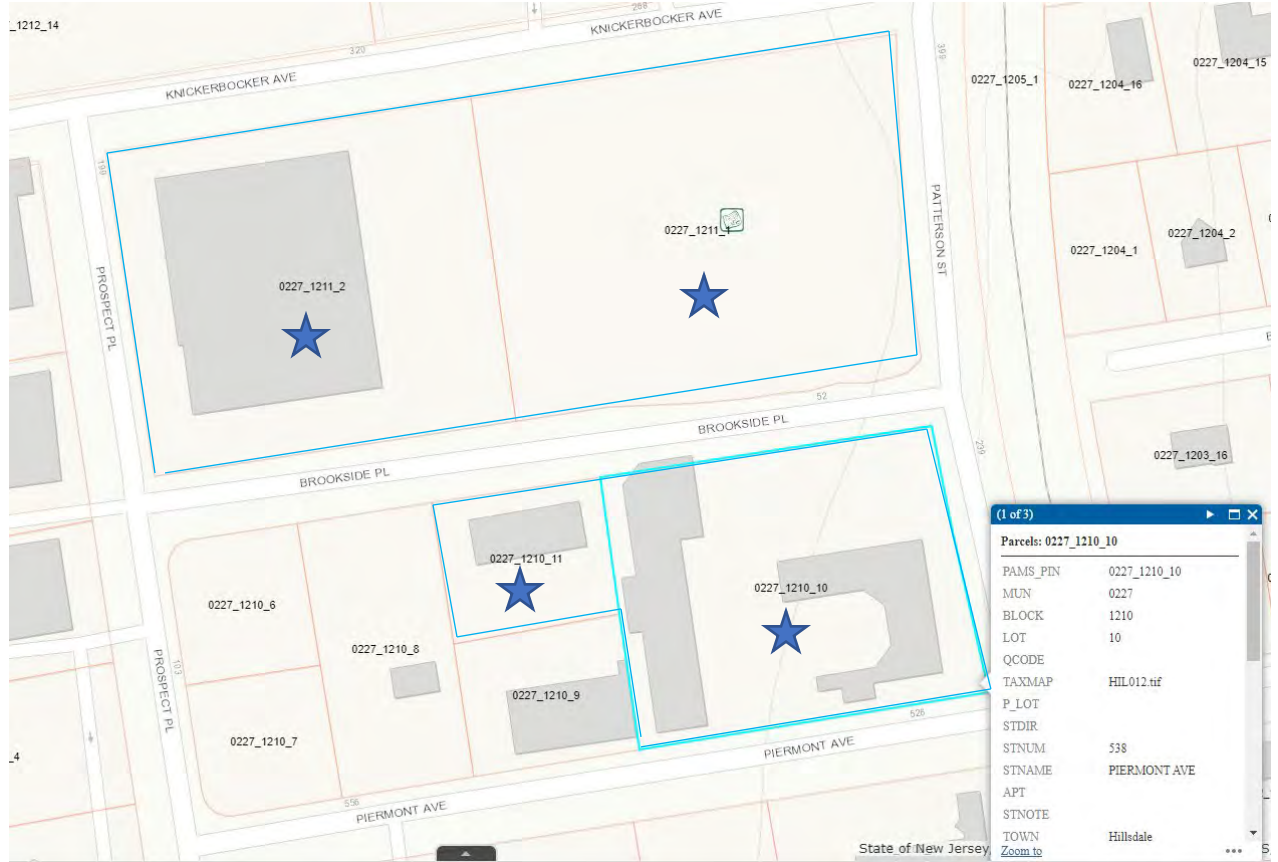 _1212_14
268
KNICKERBOCKER AVE
320
399
KNICKERBOCKER AVE
0227_1204_15
0227_1205_1
0227_1204_16
199
PATTERSON ST
0227_1211_1
0227_1204_2
0227_1204_1
PROSPECT PL
0227_1211_2
52
BROOKSIDE PL
239
0227_1203_16
BROOKSIDE PL
0227_1210_11
0227_1210_10
0227_1210_6
0227_1210_8
103
PROSPECT PL
0227_1210_9
526
0227_1210_7
PIERMONT AVE
_4
556
PIERMONT AVE
(1 of 3)
Parcels: 0227_1210_10
PAMS_PIN 0227_1210_10
MUN 0227
BLOCK 1210
LOT 10
QCODE
TAXMAP HIL012.tif
P_LOT
STDIR
STNUM 538
STNAME PIERMONT AVE
APT
STNOTE
TOWN Hillsdale
Zoom to
State of New Jersey,